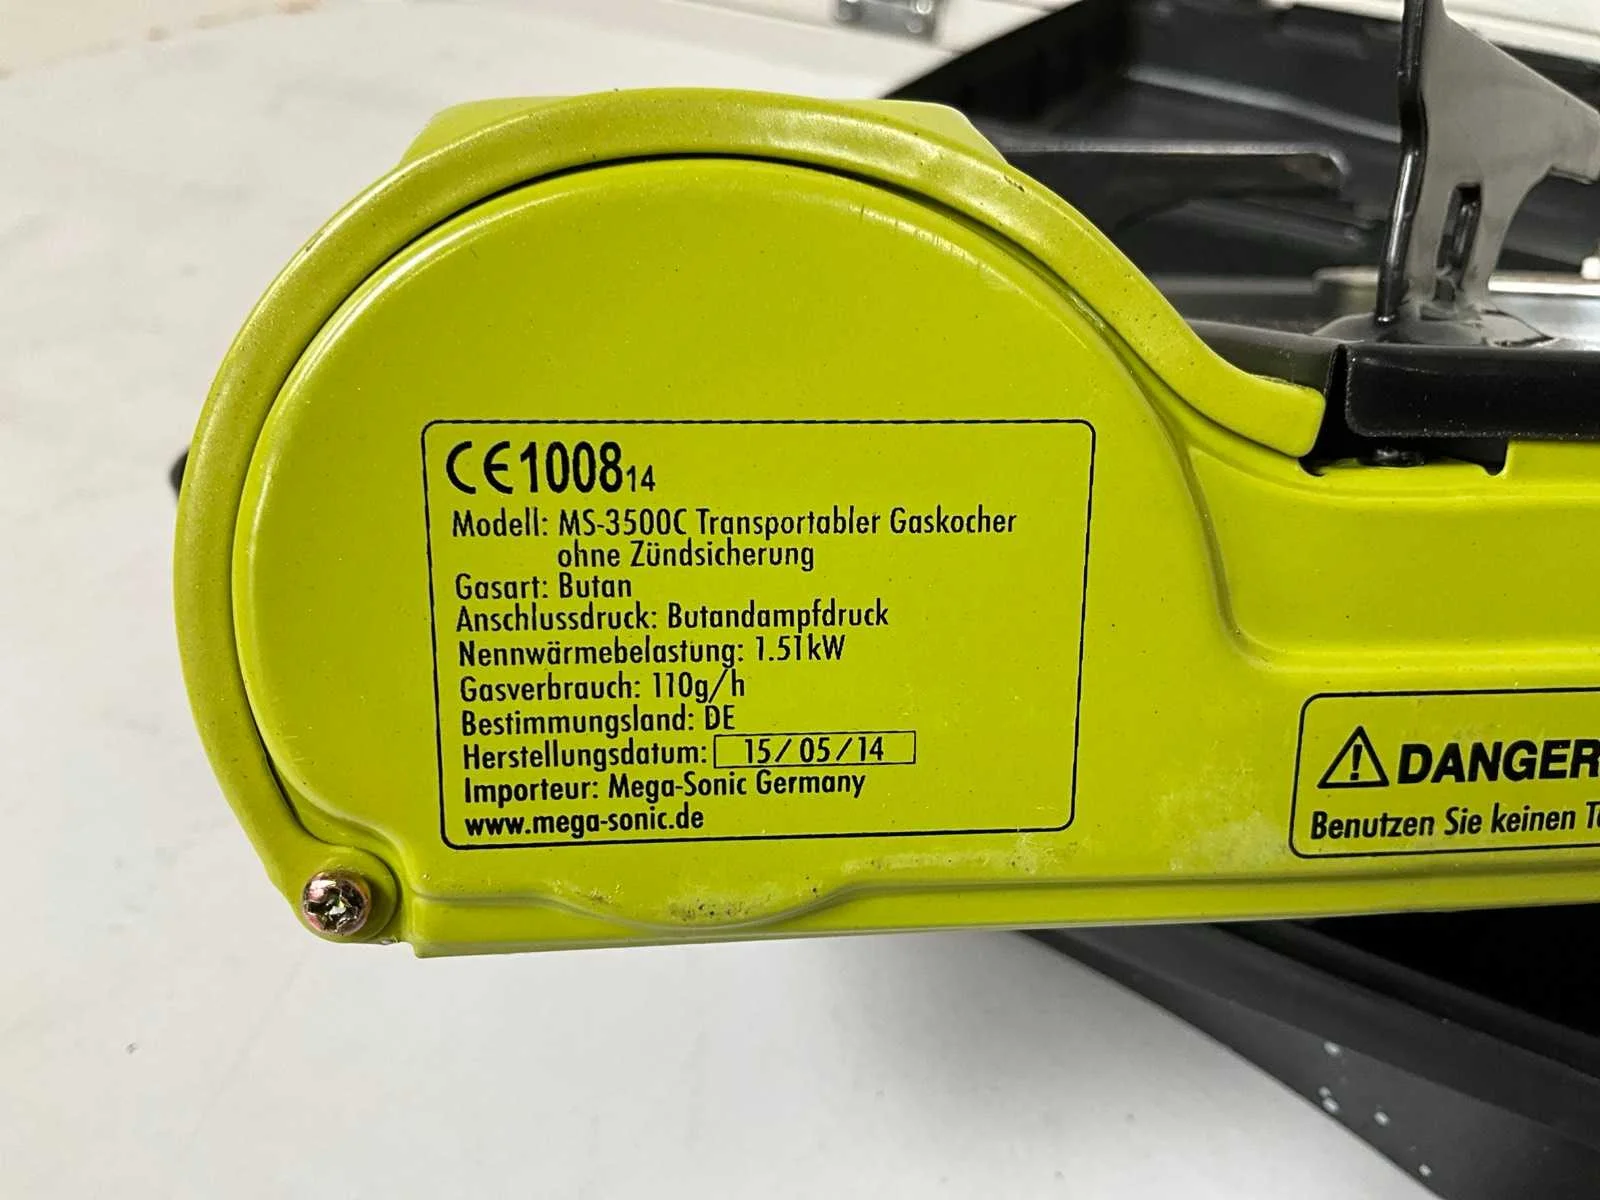 CE1008 14
Modell: MS-3500C Transportabler Gaskocher
ohne Zündsicherung
Gasart: Butan
Anschlussdruck: Butandampfdruck
Nennwärmebelastung: 1.51kW
Gasverbrauch: 110g/h
Bestimmungsland: DE
Herstellungsdatum: 15/05/14
Importeur: Mega-Sonic Germany
www.mega-sonic.de
DANGER
Benutzen Sie keinen